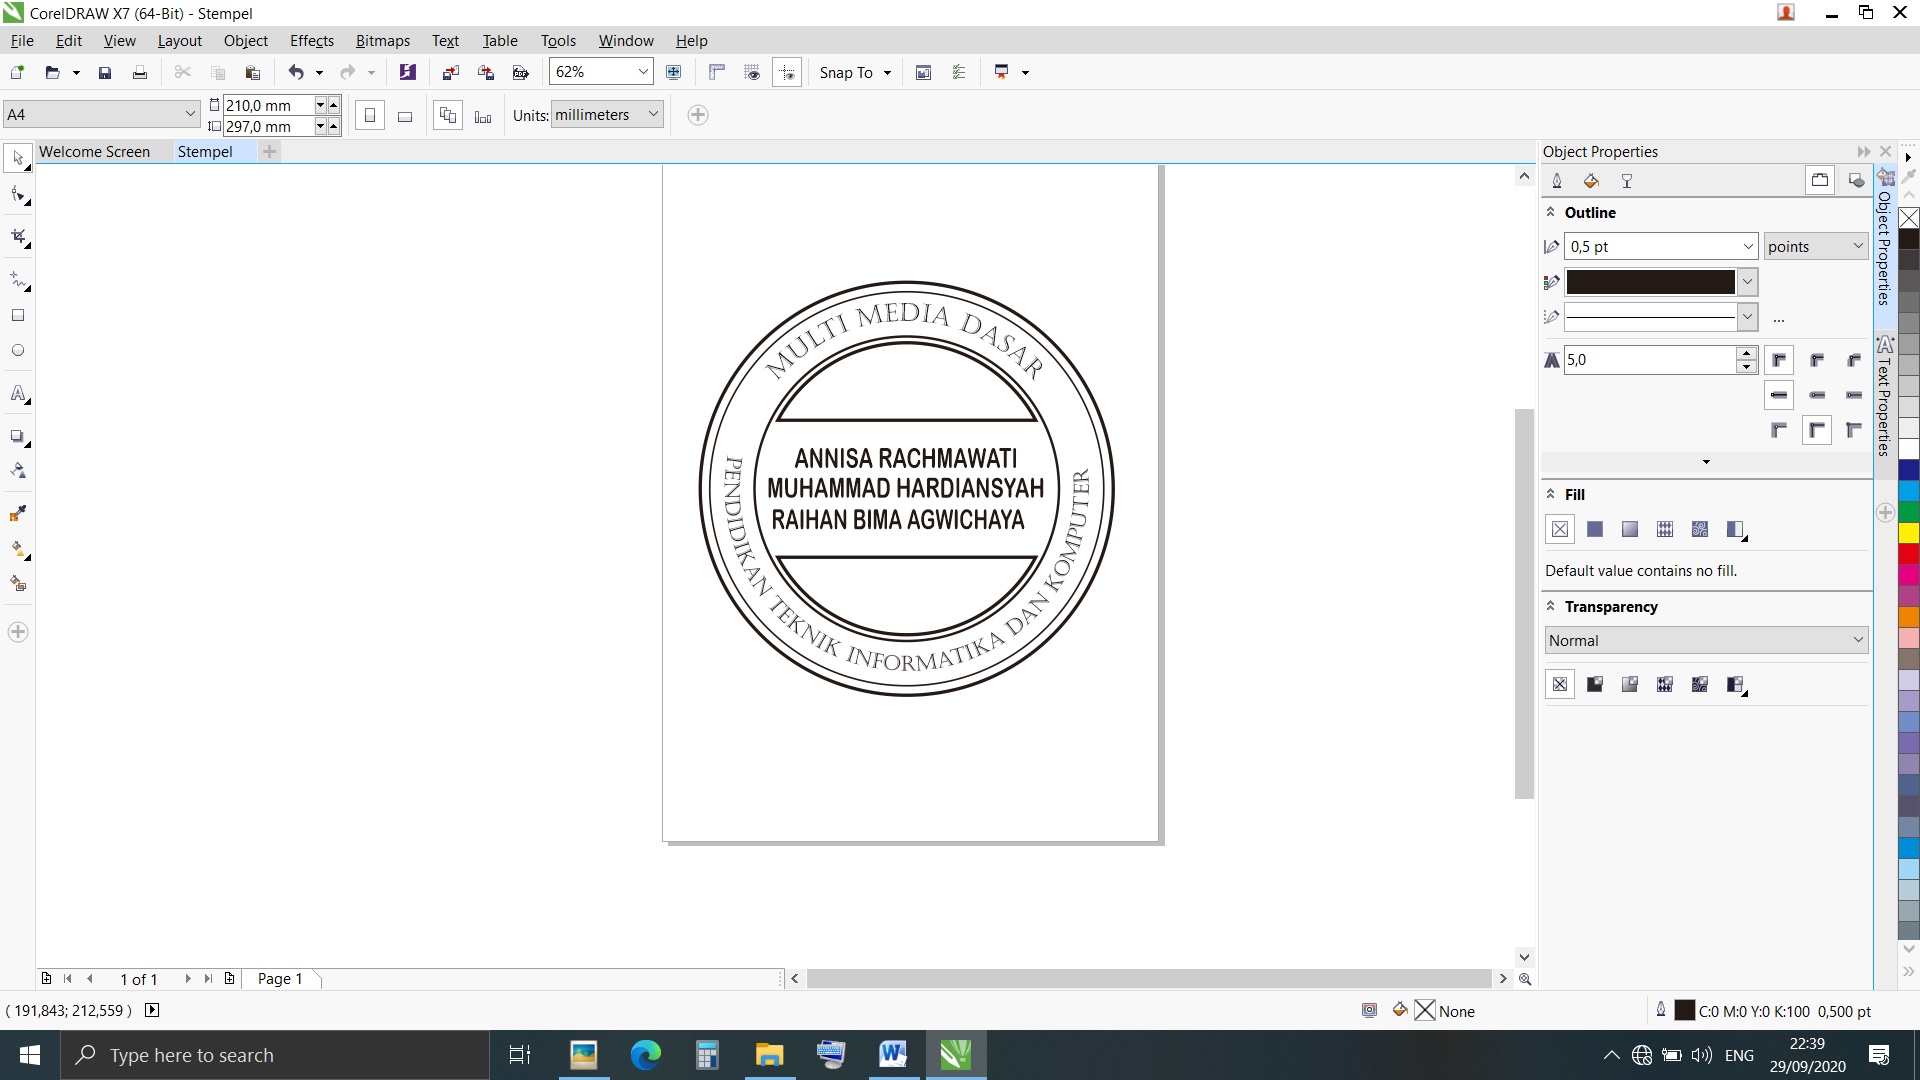 CorelDRAW X7 (64-Bit) - Stempel
File Edit View Layout Object Effects Bitmaps Text Table Tools Window Help
62% Snap To
A4 210,0 mm 297,0 mm Units: millimeters
Welcome Screen Stempel
Object Properties
Outline
0,5 pt points
5,0
Fill
Default value contains no fill.
Transparency
Normal
Object Properties
Text Properties
MULTI MEDIA DASAR
ANNISA RACHMAWATI
MUHAMMAD HARDIANSYAH
RAIHAN BIMA AGWICHAYA
PENDIDIKAN TEKNIK INFORMATIKA DAN KOMPUTER
1 of 1 Page 1
( 191,843; 212,559 ) None C:0 M:0 Y:0 K:100 0,500 pt
Type here to search ENG 22:39
29/09/2020